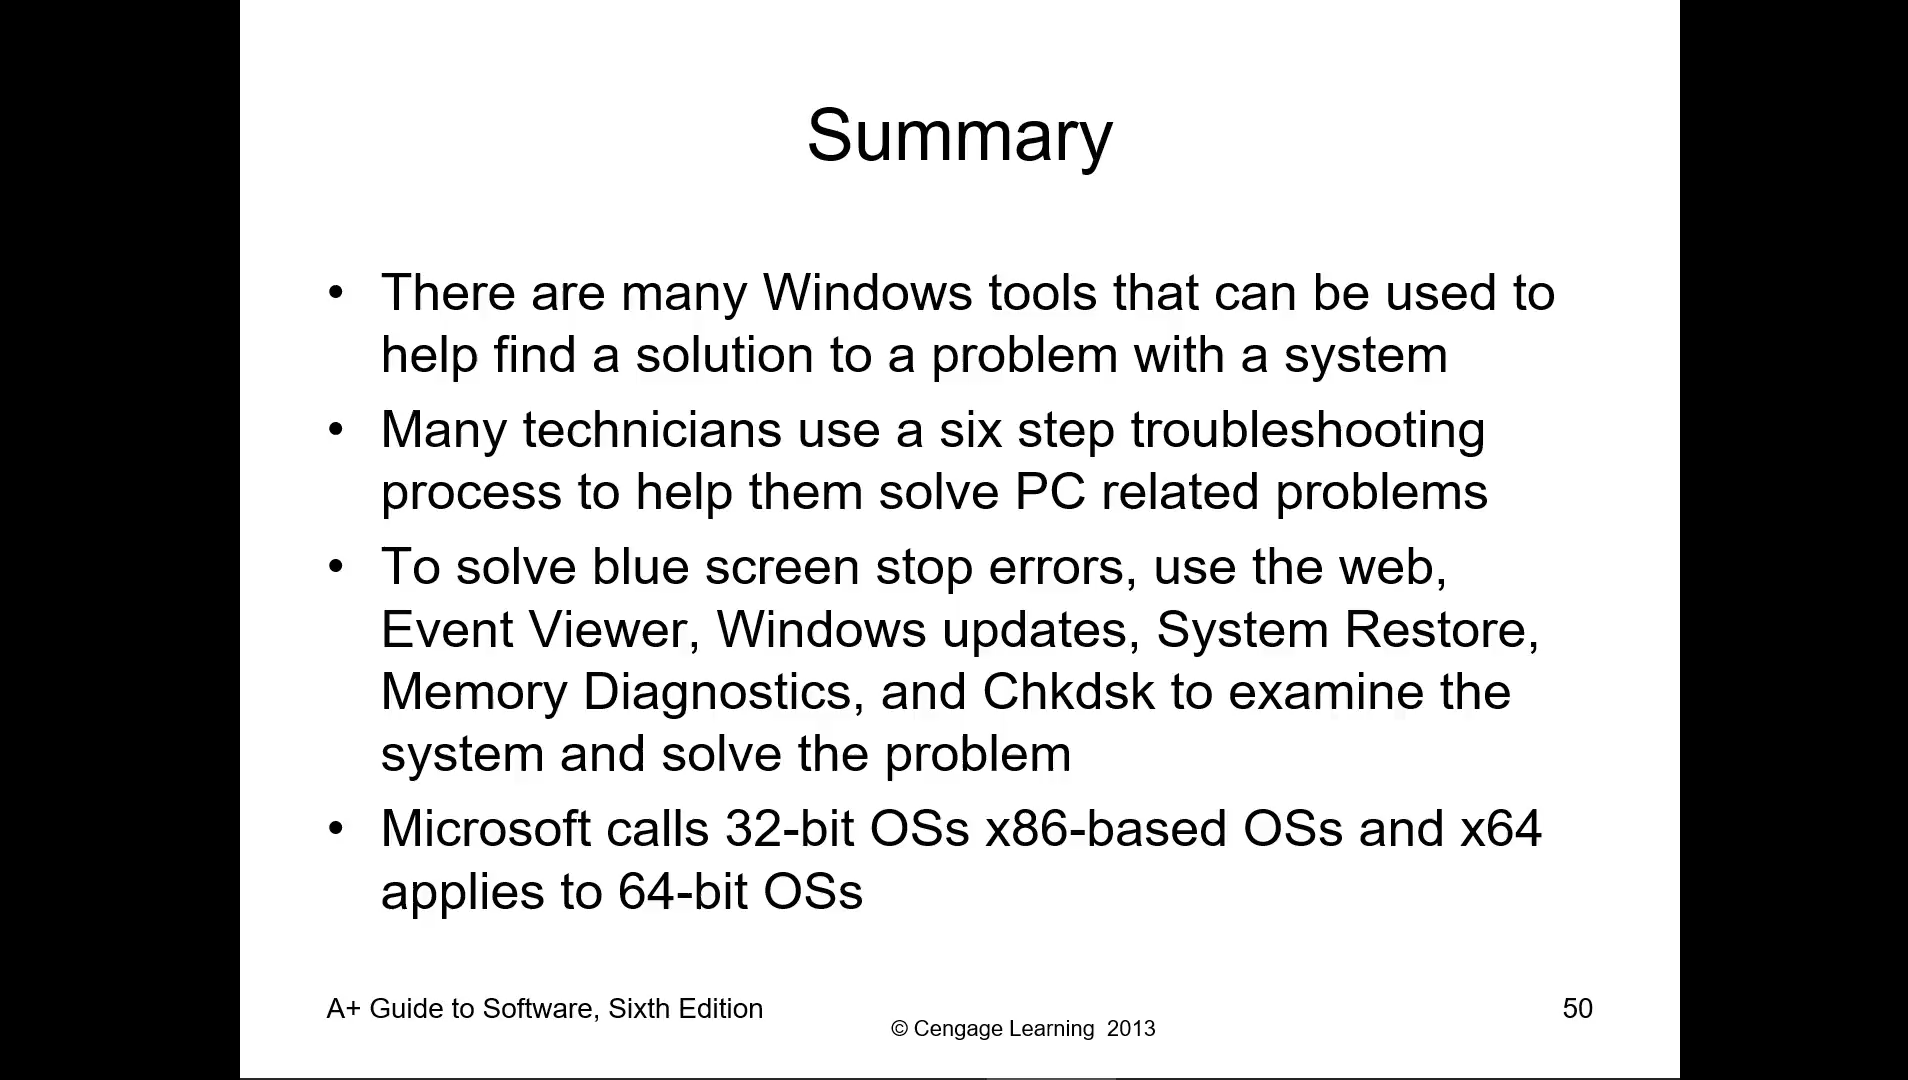 Summary
• There are many Windows tools that can be used to
help find a solution to a problem with a system
• Many technicians use a six step troubleshooting
process to help them solve PC related problems
• To solve blue screen stop errors, use the web,
Event Viewer, Windows updates, System Restore,
Memory Diagnostics, and Chkdsk to examine the
system and solve the problem
• Microsoft calls 32-bit OSs x86-based OSs and x64
applies to 64-bit OSs
A+ Guide to Software, Sixth Edition
© Cengage Learning 2013
50